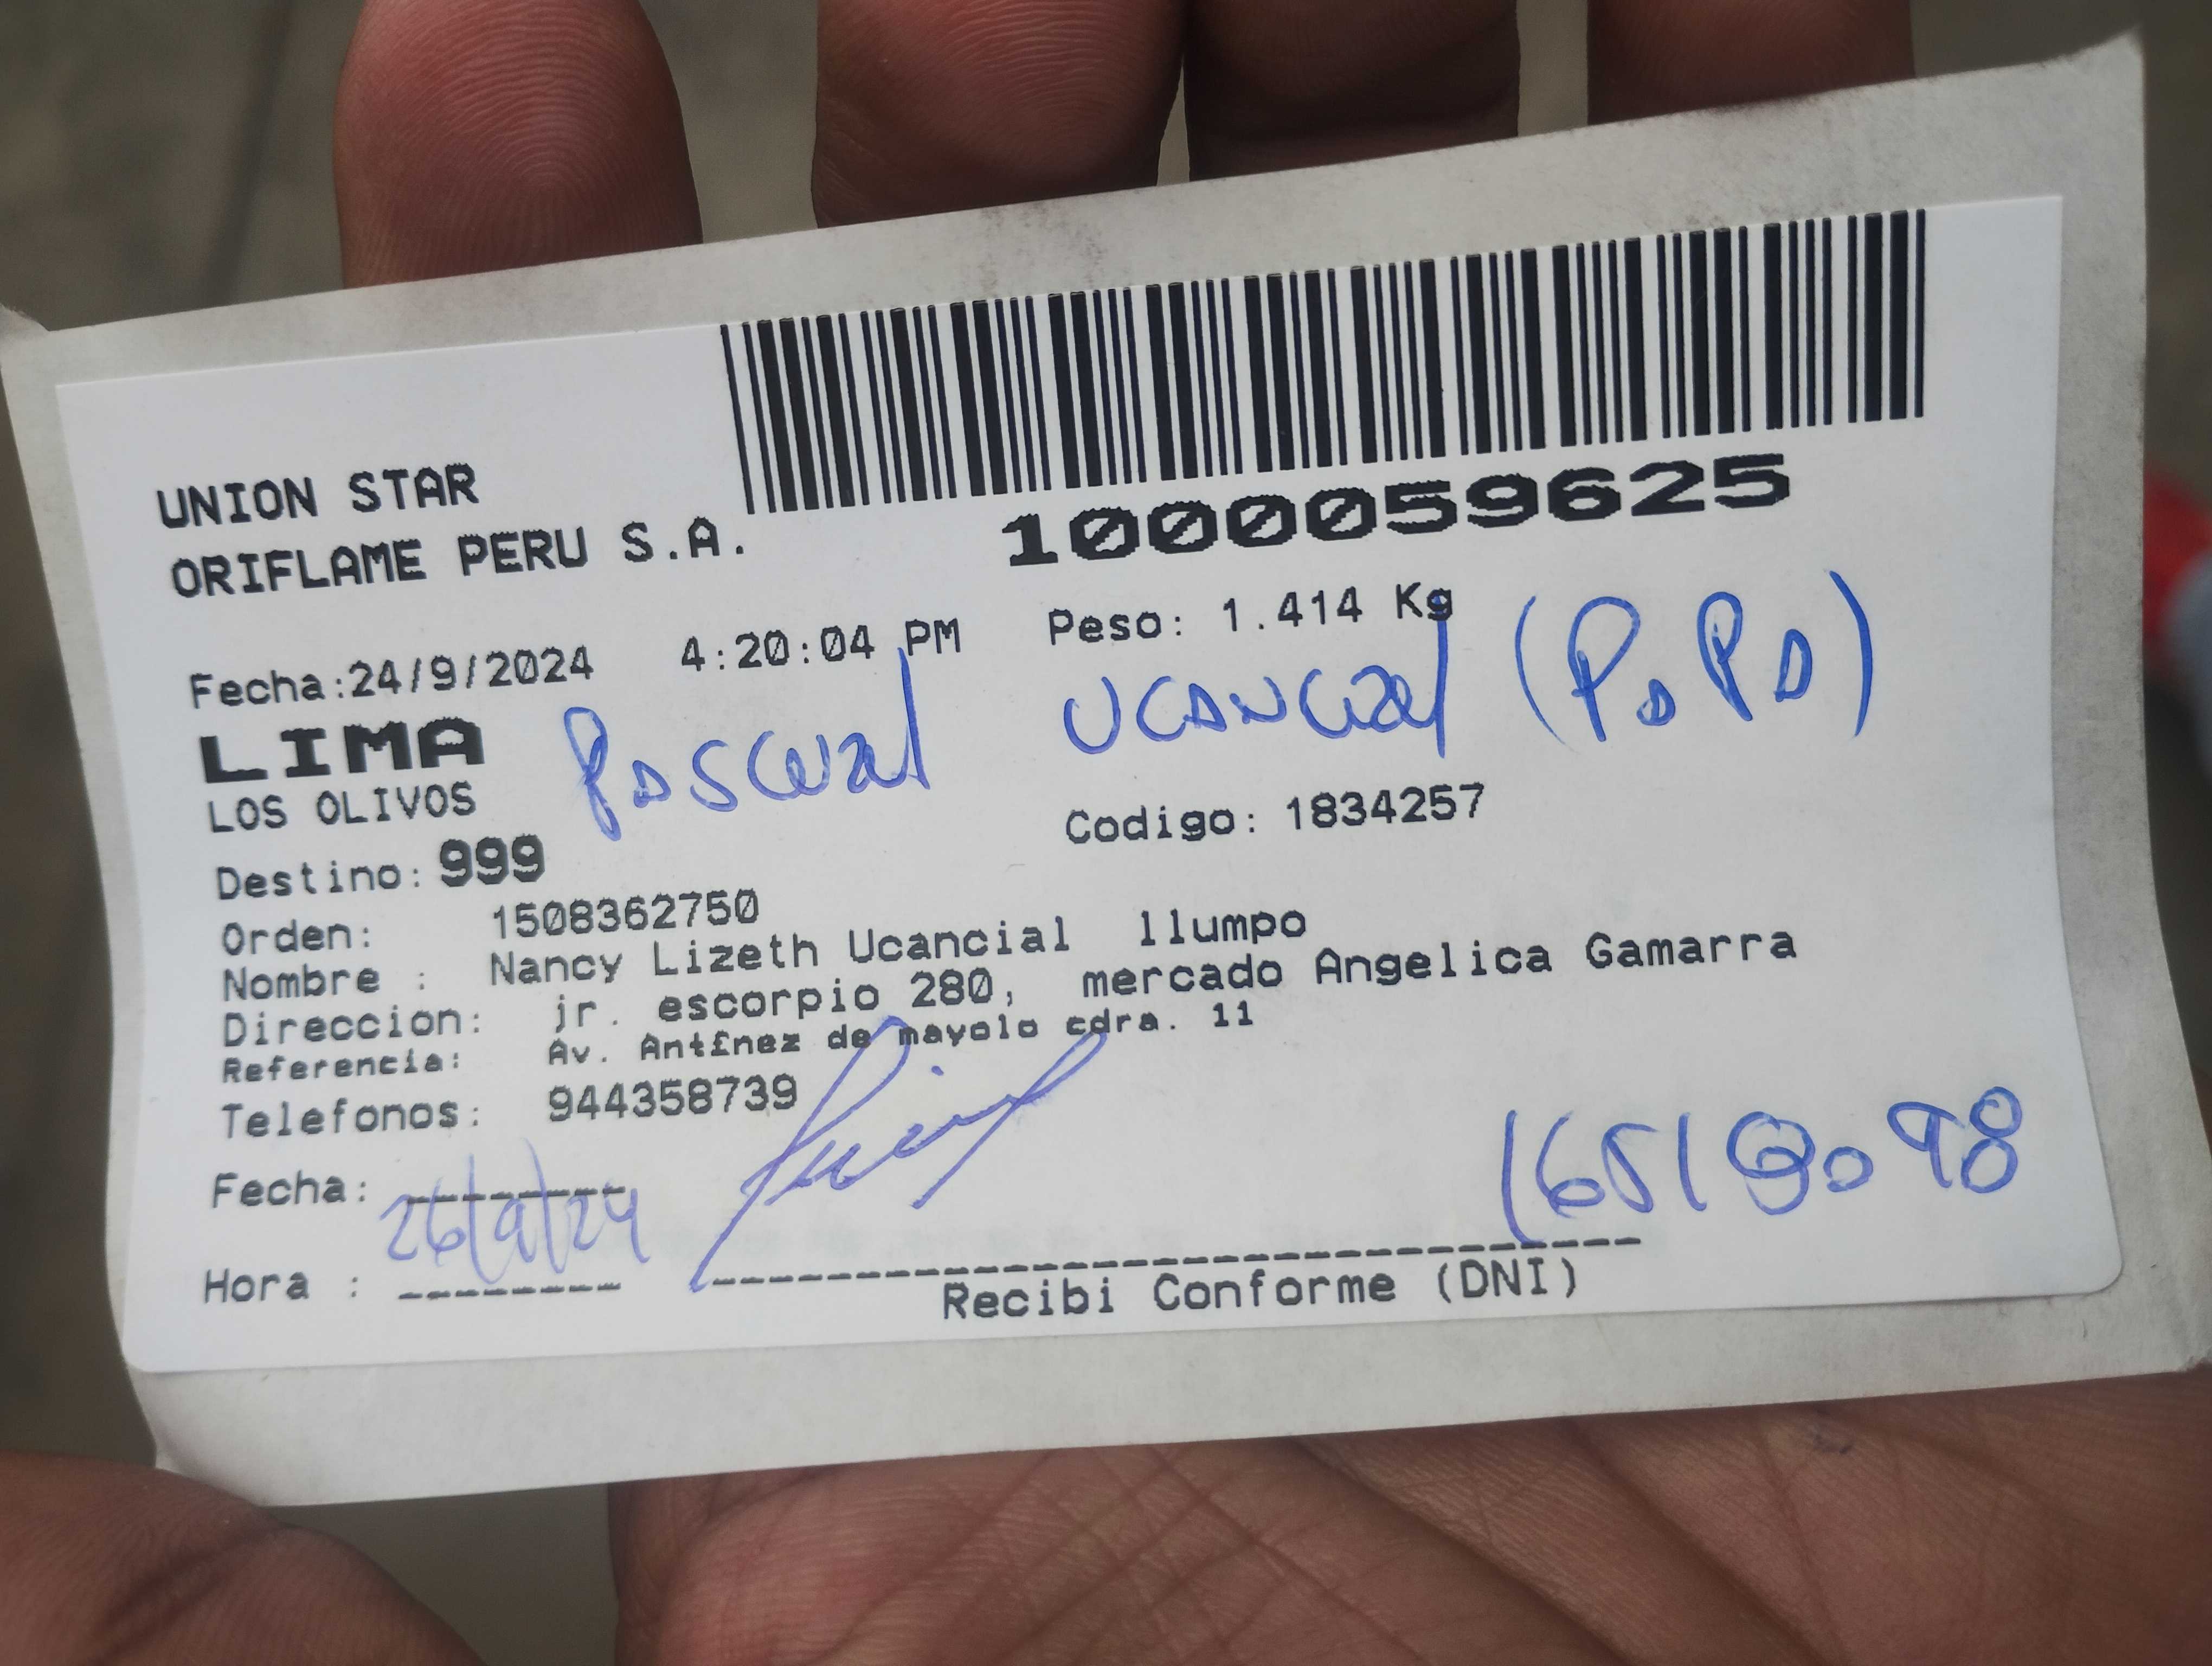 UNION STAR
ORIFLAME PERU S.A.
1000059625
Fecha:24/9/2024 4:20:04 PM Peso: 1.414 Kg
LIMA Pascual Ucancial (PAPA)
LOS OLIVOS
Destino: 999 Codigo: 1834257
Orden: 1508362750
Nombre : Nancy Lizeth Ucancial llumpo
Direccion: jr. escorpio 280, mercado Angelica Gamarra
Referencia: Av. Ant£nez de mayolo cdra. 11
Telefonos: 944358739
Fecha: 26/9/24
Hora :
Recibi Conforme (DNI)